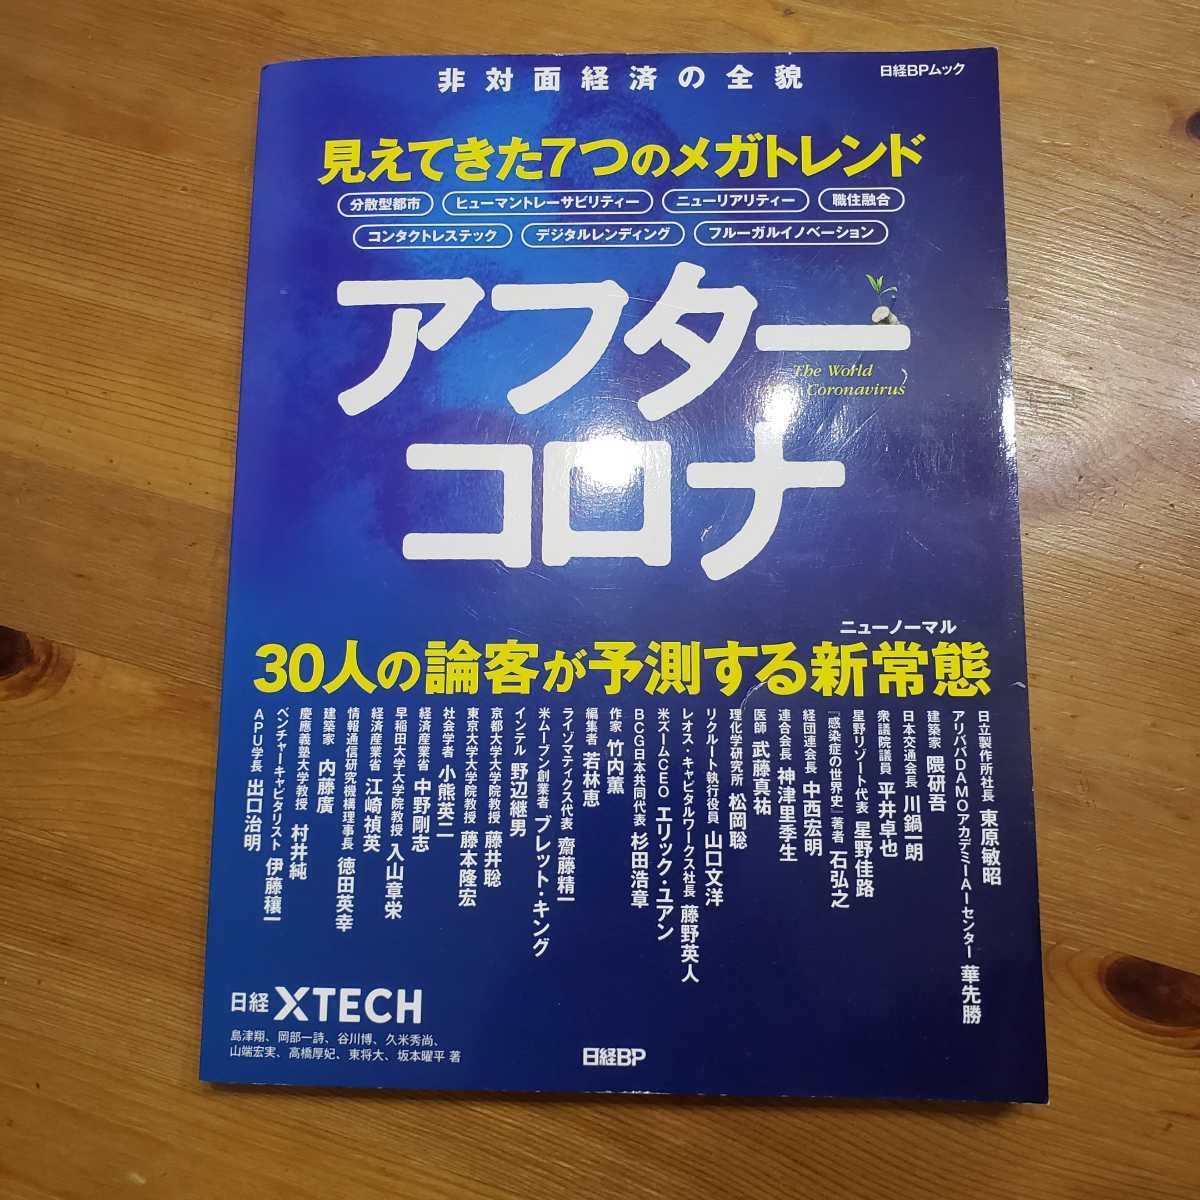 非対面経済の全貌
日経BPムック
見えてきた7つのメガトレンド
分散型都市
ヒューマントレーサビリティー
ニューリアリティー
職住融合
コンタクトレステック
デジタルレンディング
フルーガルイノベーション
アフター
The World
Coronavirus
コロナ
ニューノーマル
30人の論客が予測する新常態
日立製作所社長 東原敏昭
アリババDAMOアカデミーAIセンター 華先勝
建築家 隈研吾
日本交通会長 川鍋一朗
衆議院議員 平井卓也
星野リゾート代表 星野佳路
『感染症の世界史』著者 石弘之
経団連会長 中西宏明
連合会長 神津里季生
医師 武藤真祐
理化学研究所 松岡聡
リクルート執行役員 山口文洋
レオス・キャピタルワークス社長 藤野英人
米ズームCEO エリック・ユアン
BCG日本共同代表 杉田浩章
作家 竹内薫
編集者 若林恵
ライゾマティクス代表 齋藤精一
米ムーブン創業者 ブレット・キング
インテル 野辺継男
京都大学大学院教授 藤井聡
東京大学大学院教授 藤本隆宏
社会学者 小熊英二
経済産業省 中野剛志
早稲田大学大学院教授 入山章栄
経済産業省 江崎禎英
情報通信研究機構理事長 徳田英幸
建築家 内藤廣
慶應義塾大学教授 村井純
ベンチャーキャピタリスト 伊藤穰一
APU学長 出口治明
日経 XTECH
島津翔、岡部一詩、谷川博、久米秀尚、
山端宏実、高橋厚妃、東将大、坂本曜平 著
日経BP